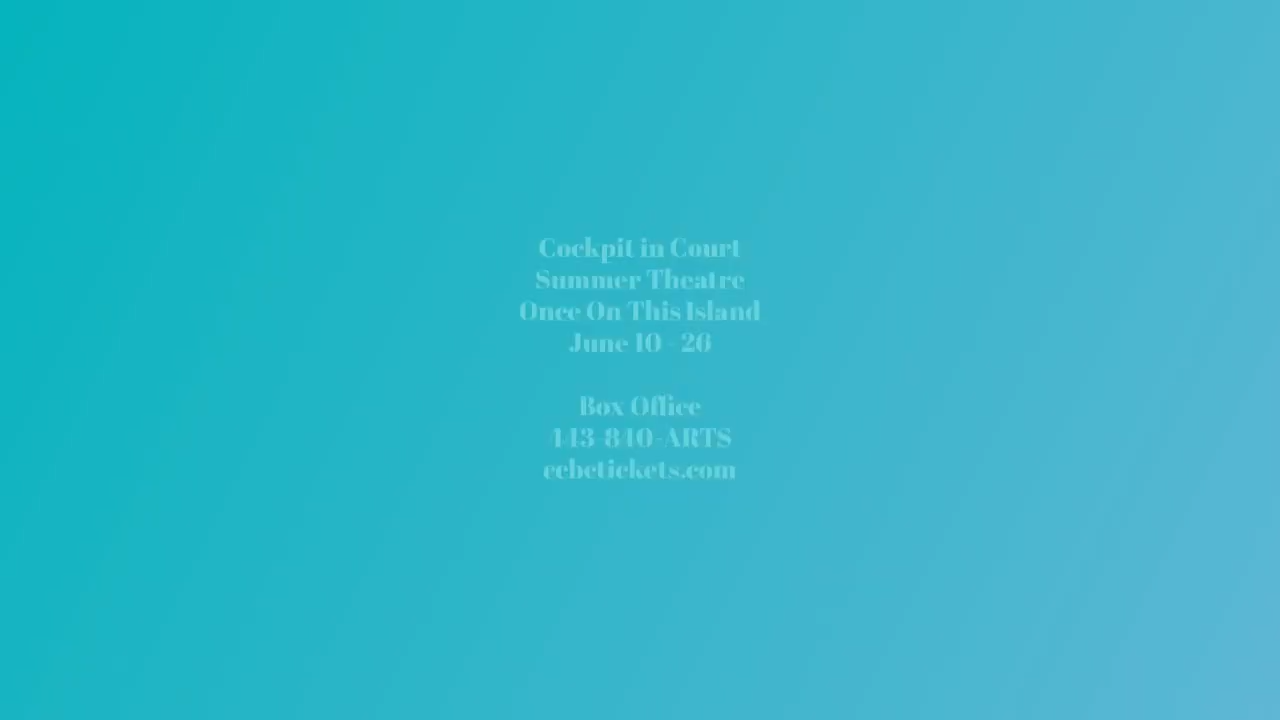 Cockpit in Court
Summer Theatre
Once On This Island
June 10 - 26
Box Office
443-840-ARTS
ccbctickets.com